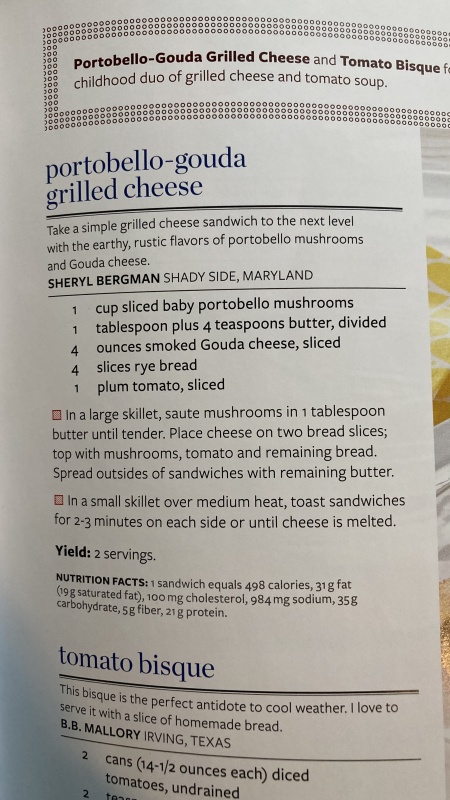 Portobello-Gouda Grilled Cheese and Tomato Bisque
childhood duo of grilled cheese and tomato soup.
portobello-gouda
grilled cheese
Take a simple grilled cheese sandwich to the next level
with the earthy, rustic flavors of portobello mushrooms
and Gouda cheese.
SHERYL BERGMAN SHADY SIDE, MARYLAND
1 cup sliced baby portobello mushrooms
1 tablespoon plus 4 teaspoons butter, divided
4 ounces smoked Gouda cheese, sliced
4 slices rye bread
1 plum tomato, sliced
In a large skillet, saute mushrooms in 1 tablespoon
butter until tender. Place cheese on two bread slices;
top with mushrooms, tomato and remaining bread.
Spread outsides of sandwiches with remaining butter.
In a small skillet over medium heat, toast sandwiches
for 2-3 minutes on each side or until cheese is melted.
Yield: 2 servings.
NUTRITION FACTS: 1 sandwich equals 498 calories, 31 g fat
(19 g saturated fat), 100 mg cholesterol, 984 mg sodium, 35 g
carbohydrate, 5 g fiber, 21 g protein.
tomato bisque
This bisque is the perfect antidote to cool weather. I love to
serve it with a slice of homemade bread.
B.B. MALLORY IRVING, TEXAS
2 cans (14-1/2 ounces each) diced
tomatoes, undrained
2